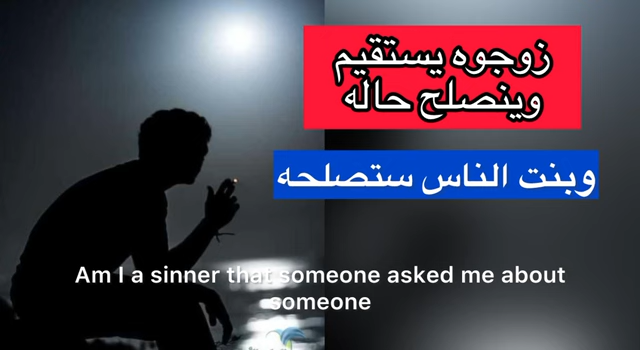 زوجوه يستقيم
وينصلح حاله
وبنت الناس ستصلحه
Am I a sinner that someone asked me about
someone